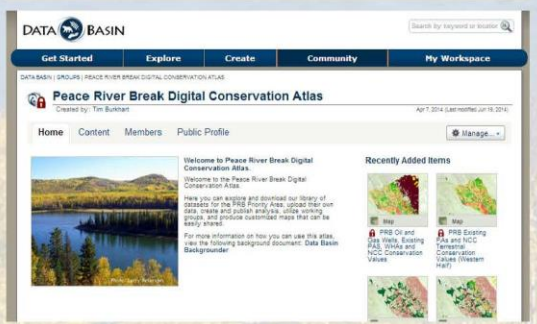 DATA BASIN
Search by keyword or location
Get Started Explore Create Community My Workspace
DATA BASIN | GROUPS | PEACE RIVER BREAK DIGITAL CONSERVATION ATLAS
Peace River Break Digital Conservation Atlas
Created by: Tim Burkhart
Apr 7, 2014 (Last modified Jun 19, 2014)
Home Content Members Public Profile
Manage...
Welcome to Peace River Break Digital
Conservation Atlas.
Welcome to the Peace River Break Digital
Conservation Atlas.
Here you can explore and download our library of
datasets for the PRB Priority Area, upload their own
data, create and publish analysis, utilize working
groups, and produce customized maps that can be
easily shared.
For more information on how you can use this atlas,
view the following background document: Data Basin
Backgrounder
Recently Added Items
Map
PRB Oil and
Gas Wells, Existing
PAS, WHAs and
NCC Conservation
Values
Map
PRB Existing
PAs and NCC
Terrestrial
Conservation
Values (Western
Half)